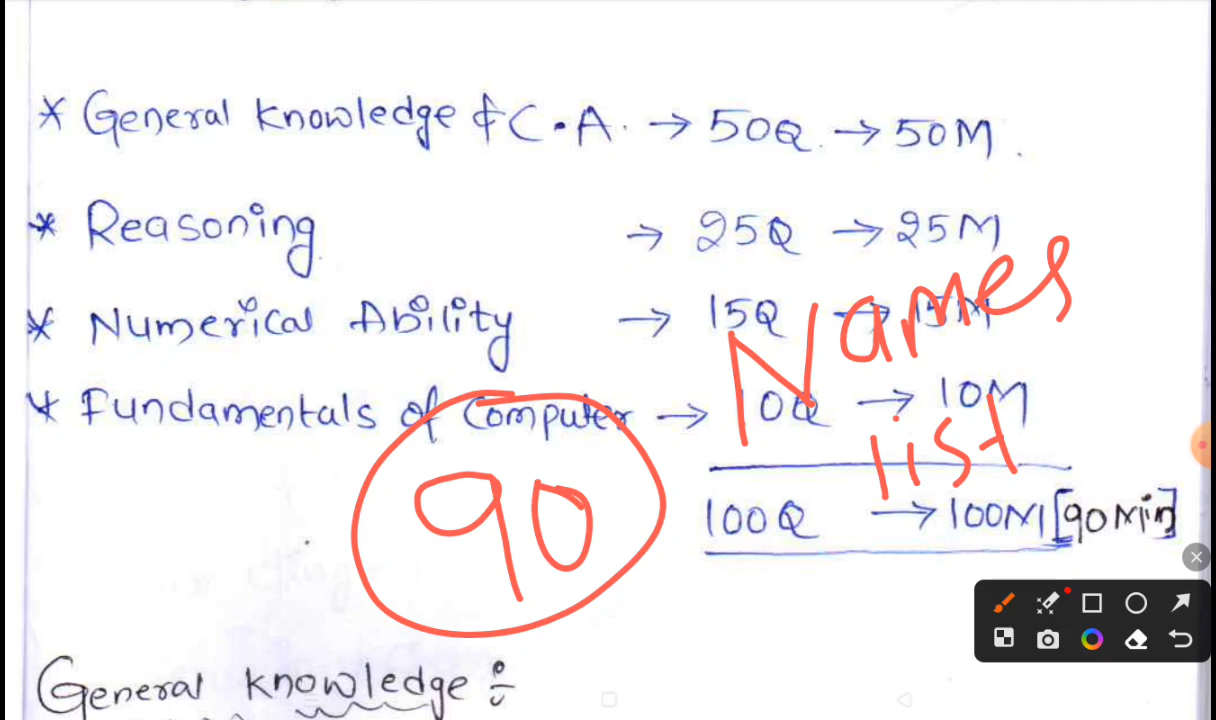 * General Knowledge & C.A. → 50Q. → 50M.
* Reasoning → 25Q → 25M
* Numerical Ability → 15Q → 15M
* Fundamentals of Computer → 10Q → 10M
100Q → 100M [90 Min]
Names
list
90
General Knowledge :-